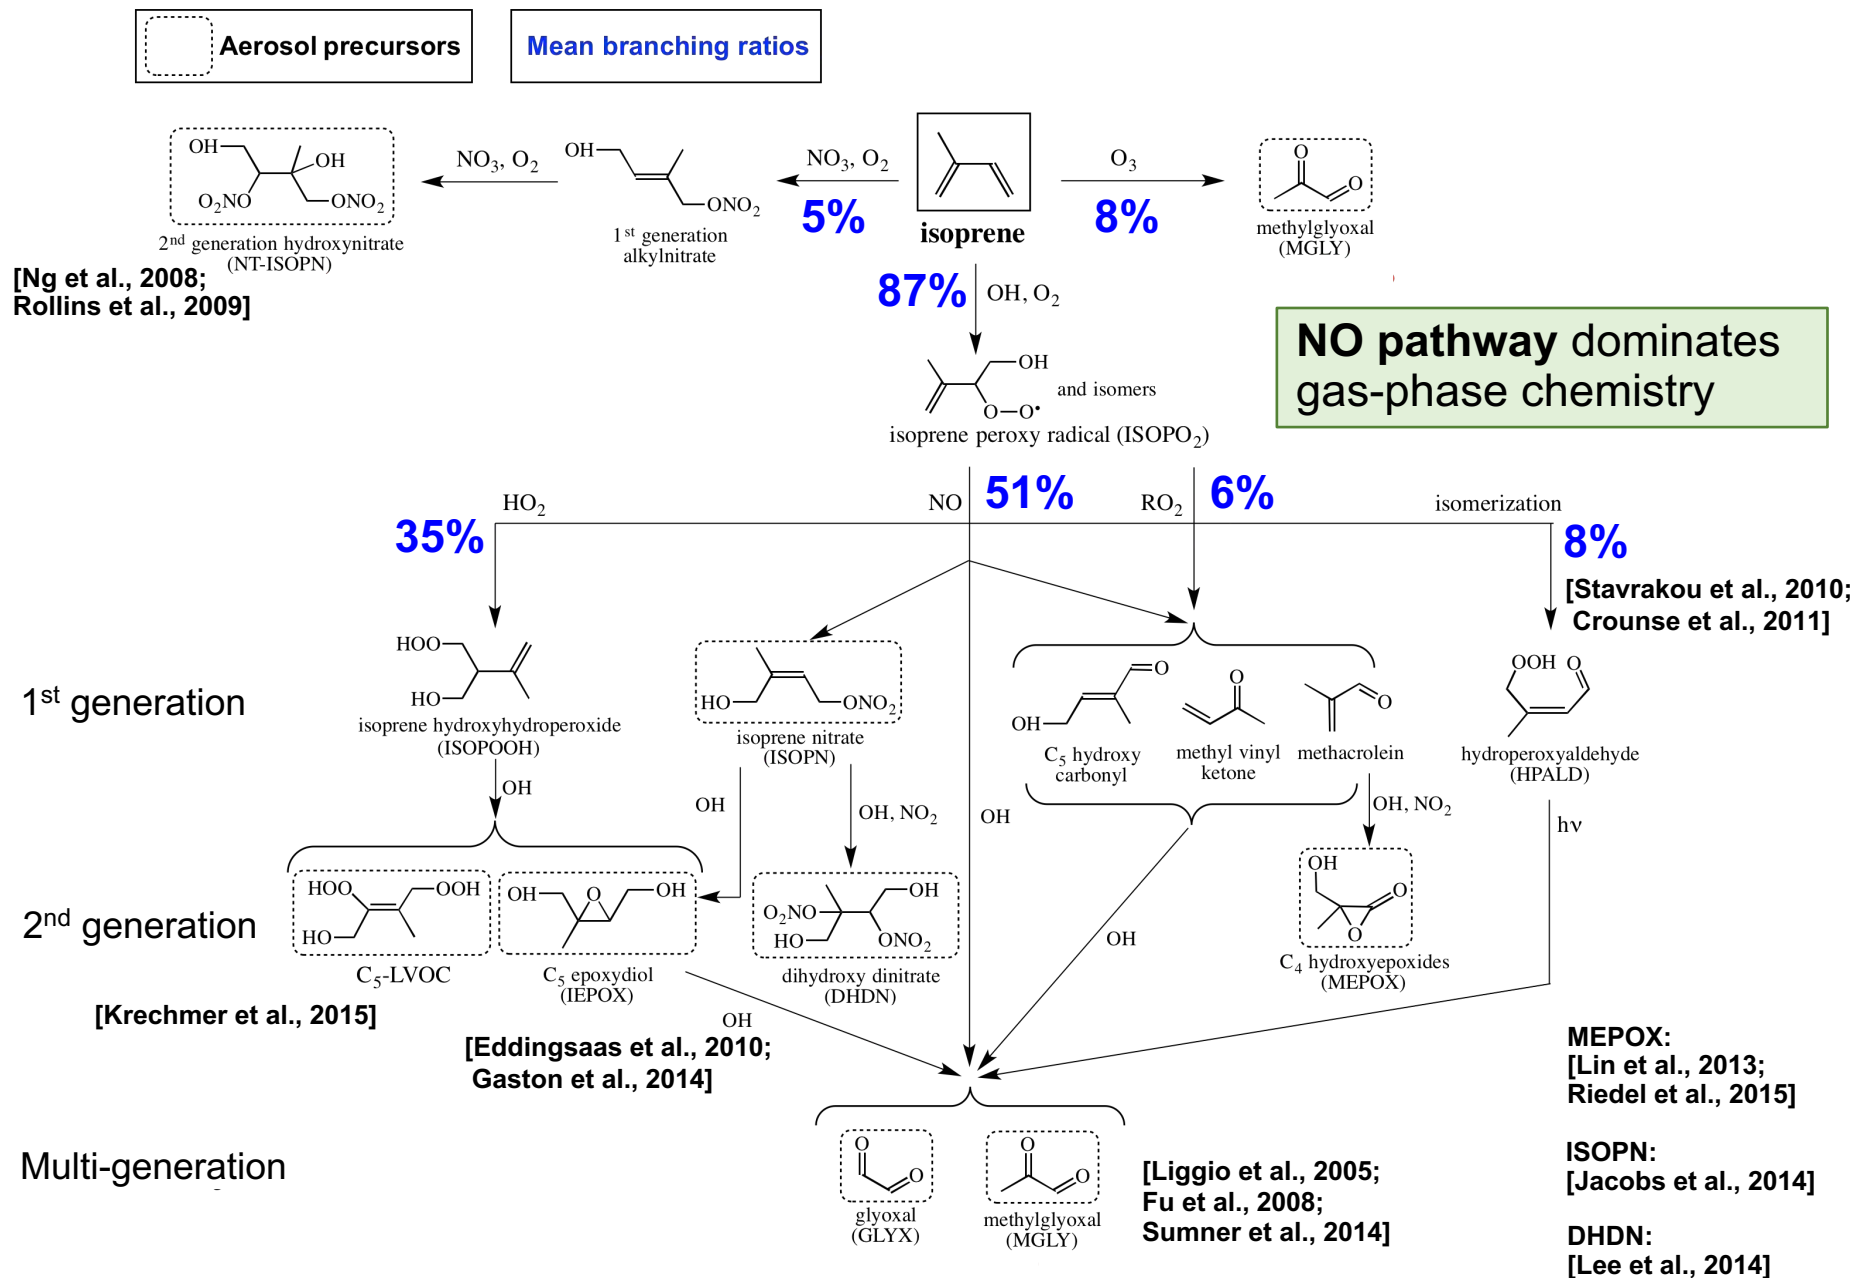 Aerosol precursors
Mean branching ratios
OH
OH
O₂NO
ONO₂
2nd generation hydroxynitrate
(NT-ISOPN)
[Ng et al., 2008;
Rollins et al., 2009]
NO₃, O₂
OH
ONO₂
1st generation
alkylnitrate
NO₃, O₂
5%
isoprene
O₃
8%
O
O
methylglyoxal
(MGLY)
87%
OH, O₂
NO pathway dominates
gas-phase chemistry
OH
O–O•
and isomers
isoprene peroxy radical (ISOPO₂)
HO₂
35%
NO
51%
RO₂
6%
isomerization
8%
[Stavrakou et al., 2010;
Crounse et al., 2011]
1st generation
HOO
HO
isoprene hydroxyhydroperoxide
(ISOPOOH)
OH
HO
ONO₂
isoprene nitrate
(ISOPN)
OH
OH, NO₂
OH
O
OH
C₅ hydroxy
carbonyl
O
methyl vinyl
ketone
O
methacrolein
OH, NO₂
OOH
O
hydroperoxyaldehyde
(HPALD)
hν
2nd generation
HOO
OOH
HO
C₅-LVOC
[Krechmer et al., 2015]
OH
O
OH
C₅ epoxydiol
(IEPOX)
OH
[Eddingsaas et al., 2010;
Gaston et al., 2014]
OH
O₂NO
HO
ONO₂
dihydroxy dinitrate
(DHDN)
OH
OH
O
O
C₄ hydroxyepoxides
(MEPOX)
Multi-generation
O
O
glyoxal
(GLYX)
O
O
methylglyoxal
(MGLY)
[Liggio et al., 2005;
Fu et al., 2008;
Sumner et al., 2014]
MEPOX:
[Lin et al., 2013;
Riedel et al., 2015]
ISOPN:
[Jacobs et al., 2014]
DHDN:
[Lee et al., 2014]